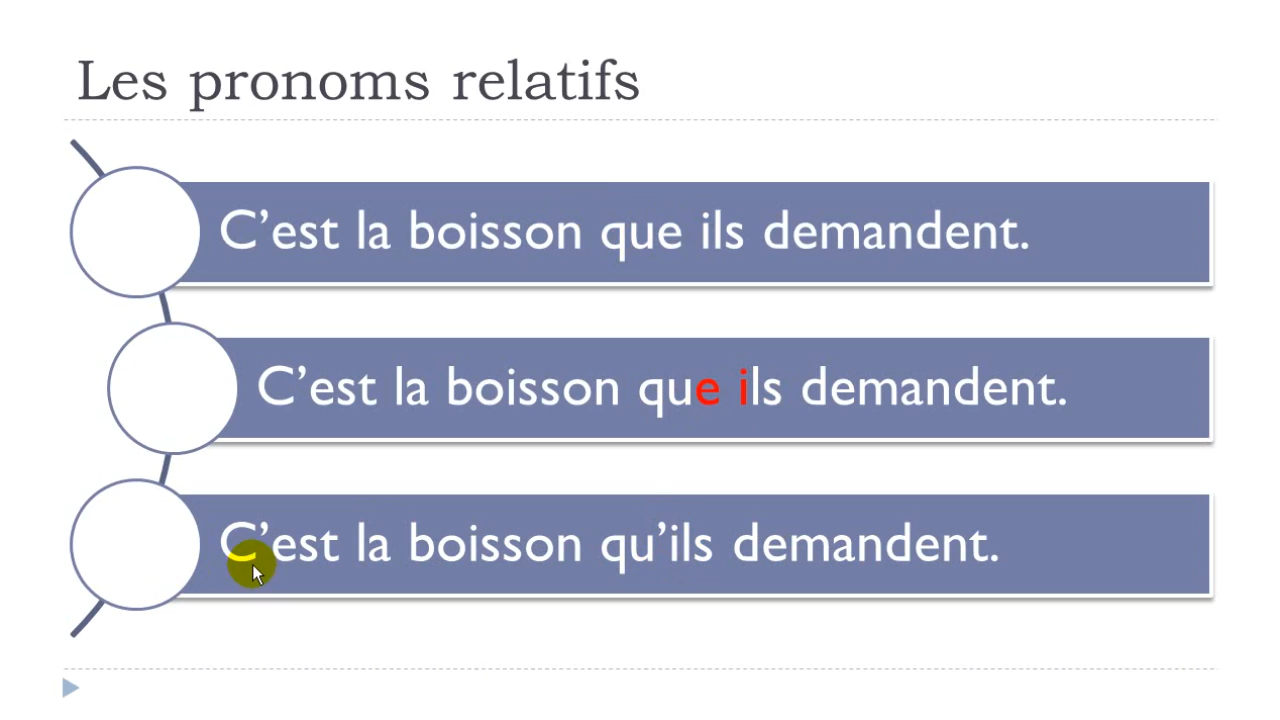 Les pronoms relatifs
C’est la boisson que ils demandent.
C’est la boisson que ils demandent.
C’est la boisson qu’ils demandent.